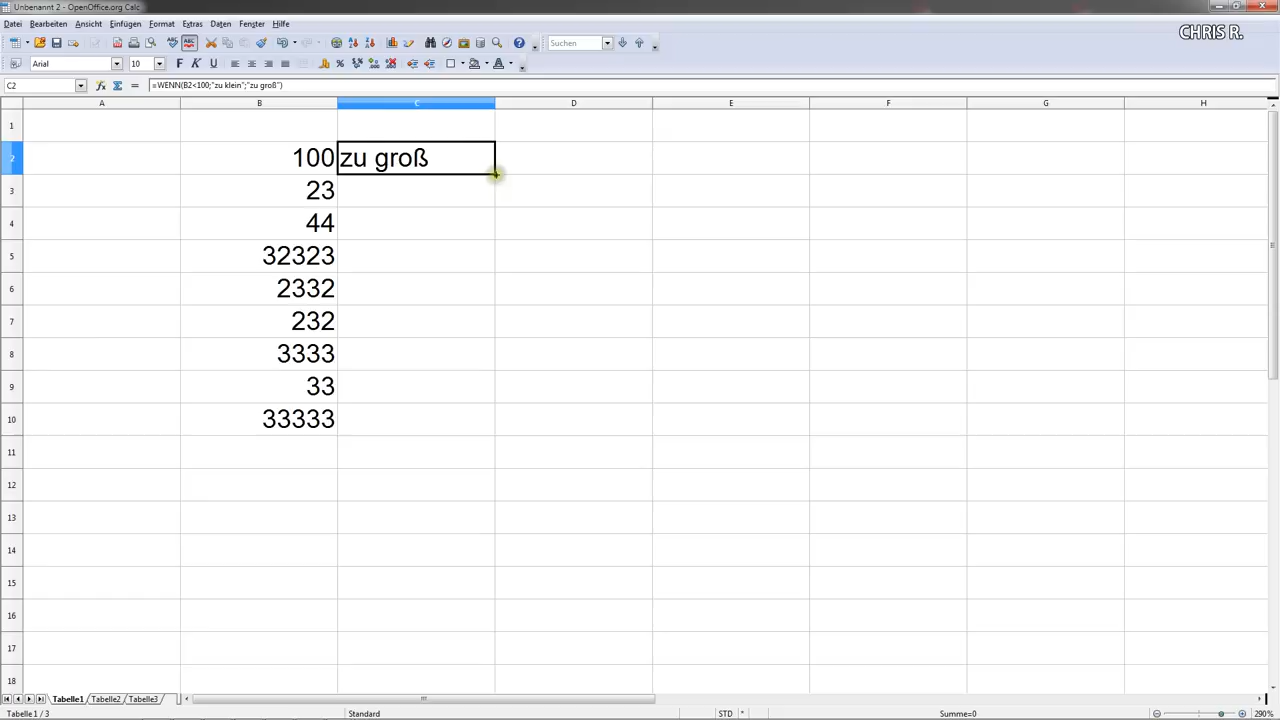 Unbenannt 2 - OpenOffice.org Calc
Datei Bearbeiten Ansicht Einfügen Format Extras Daten Fenster Hilfe
CHRIS R.
Suchen
Arial 10 F K U
C2 =WENN(B2<100;"zu klein";"zu groß")
A B C D E F G H
1
2 100 zu groß
3 23
4 44
5 32323
6 2332
7 232
8 3333
9 33
10 33333
11
12
13
14
15
16
17
18
Tabelle1 Tabelle2 Tabelle3
Tabelle 1 / 3 Standard STD * Summe=0 290%